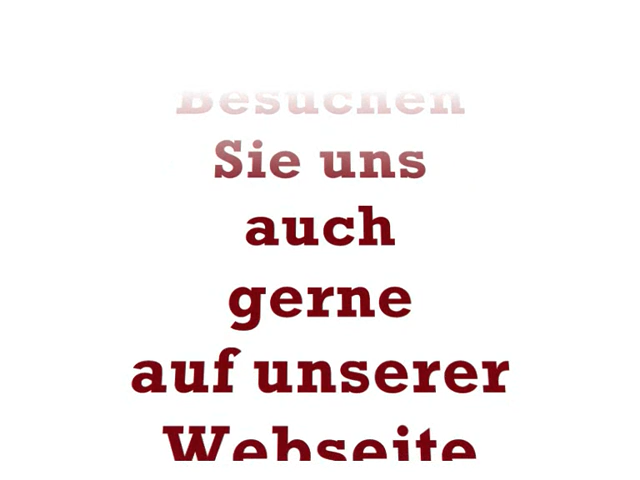 Besuchen
Sie uns
auch
gerne
auf unserer
Webseite